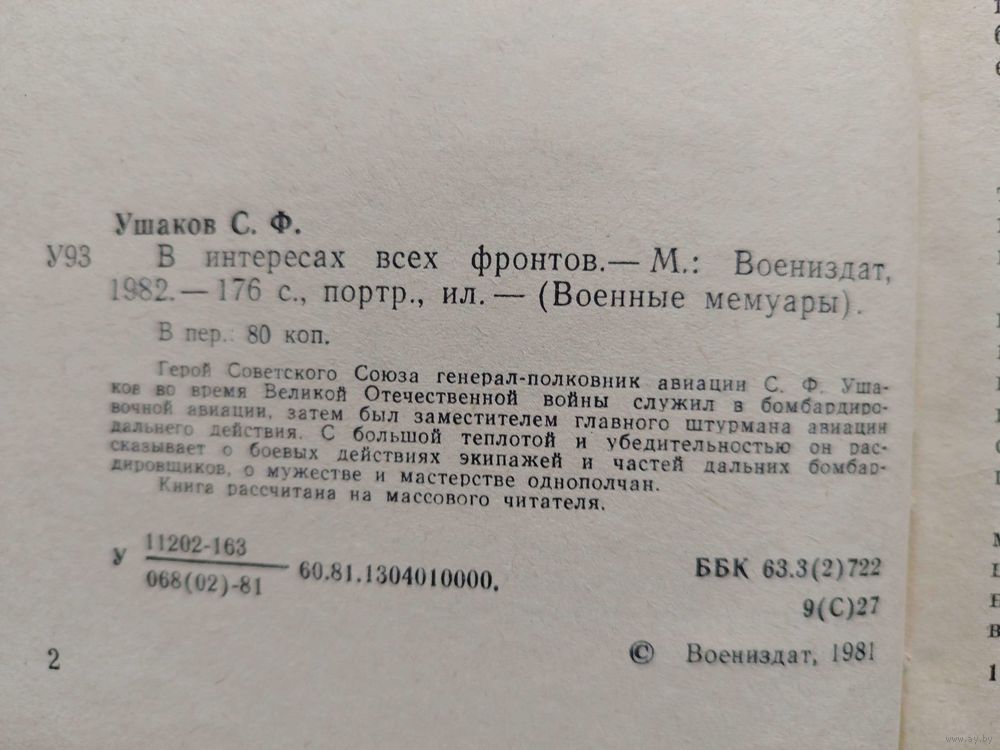 Ушаков С. Ф.
У93 В интересах всех фронтов.— М.: Воениздат,
1982.— 176 с., портр., ил.— (Военные мемуары).
В пер.: 80 коп.
Герой Советского Союза генерал-полковник авиации С. Ф. Уша-
ков во время Великой Отечественной войны служил в бомбардиро-
вочной авиации, затем был заместителем главного штурмана авиации
дальнего действия. С большой теплотой и убедительностью он рас-
сказывает о боевых действиях экипажей и частей дальних бомбар-
дировщиков, о мужестве и мастерстве однополчан.
Книга рассчитана на массового читателя.
У 11202-163
068(02)-81 60.81.1304010000.
ББК 63.3(2)722
9(С)27
© Воениздат, 1981
2
www.ay.by